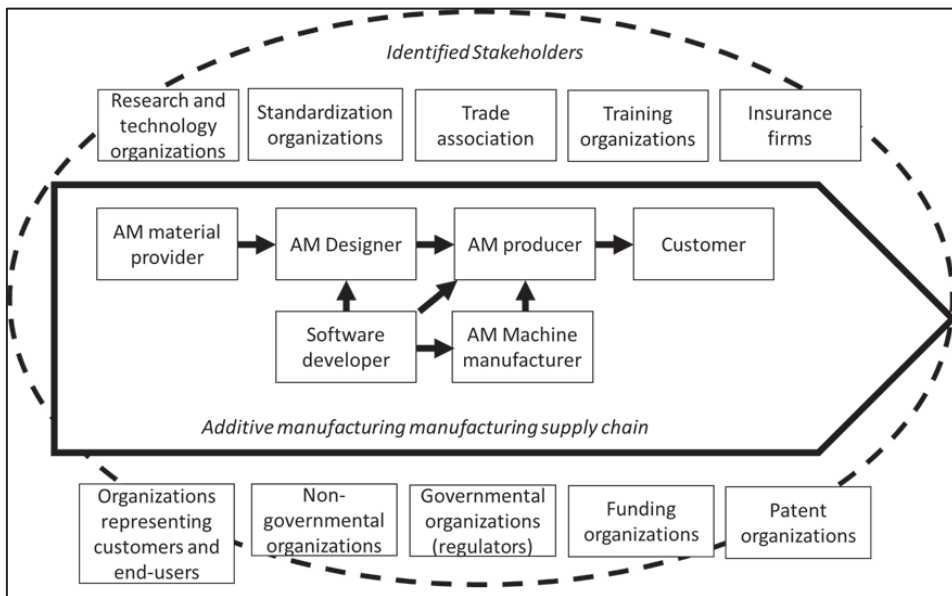 Identified Stakeholders
Research and
technology
organizations
Standardization
organizations
Trade
association
Training
organizations
Insurance
firms
AM material
provider
AM Designer
AM producer
Customer
Software
developer
AM Machine
manufacturer
Additive manufacturing manufacturing supply chain
Organizations
representing
customers and
end-users
Non-
governmental
organizations
Governmental
organizations
(regulators)
Funding
organizations
Patent
organizations